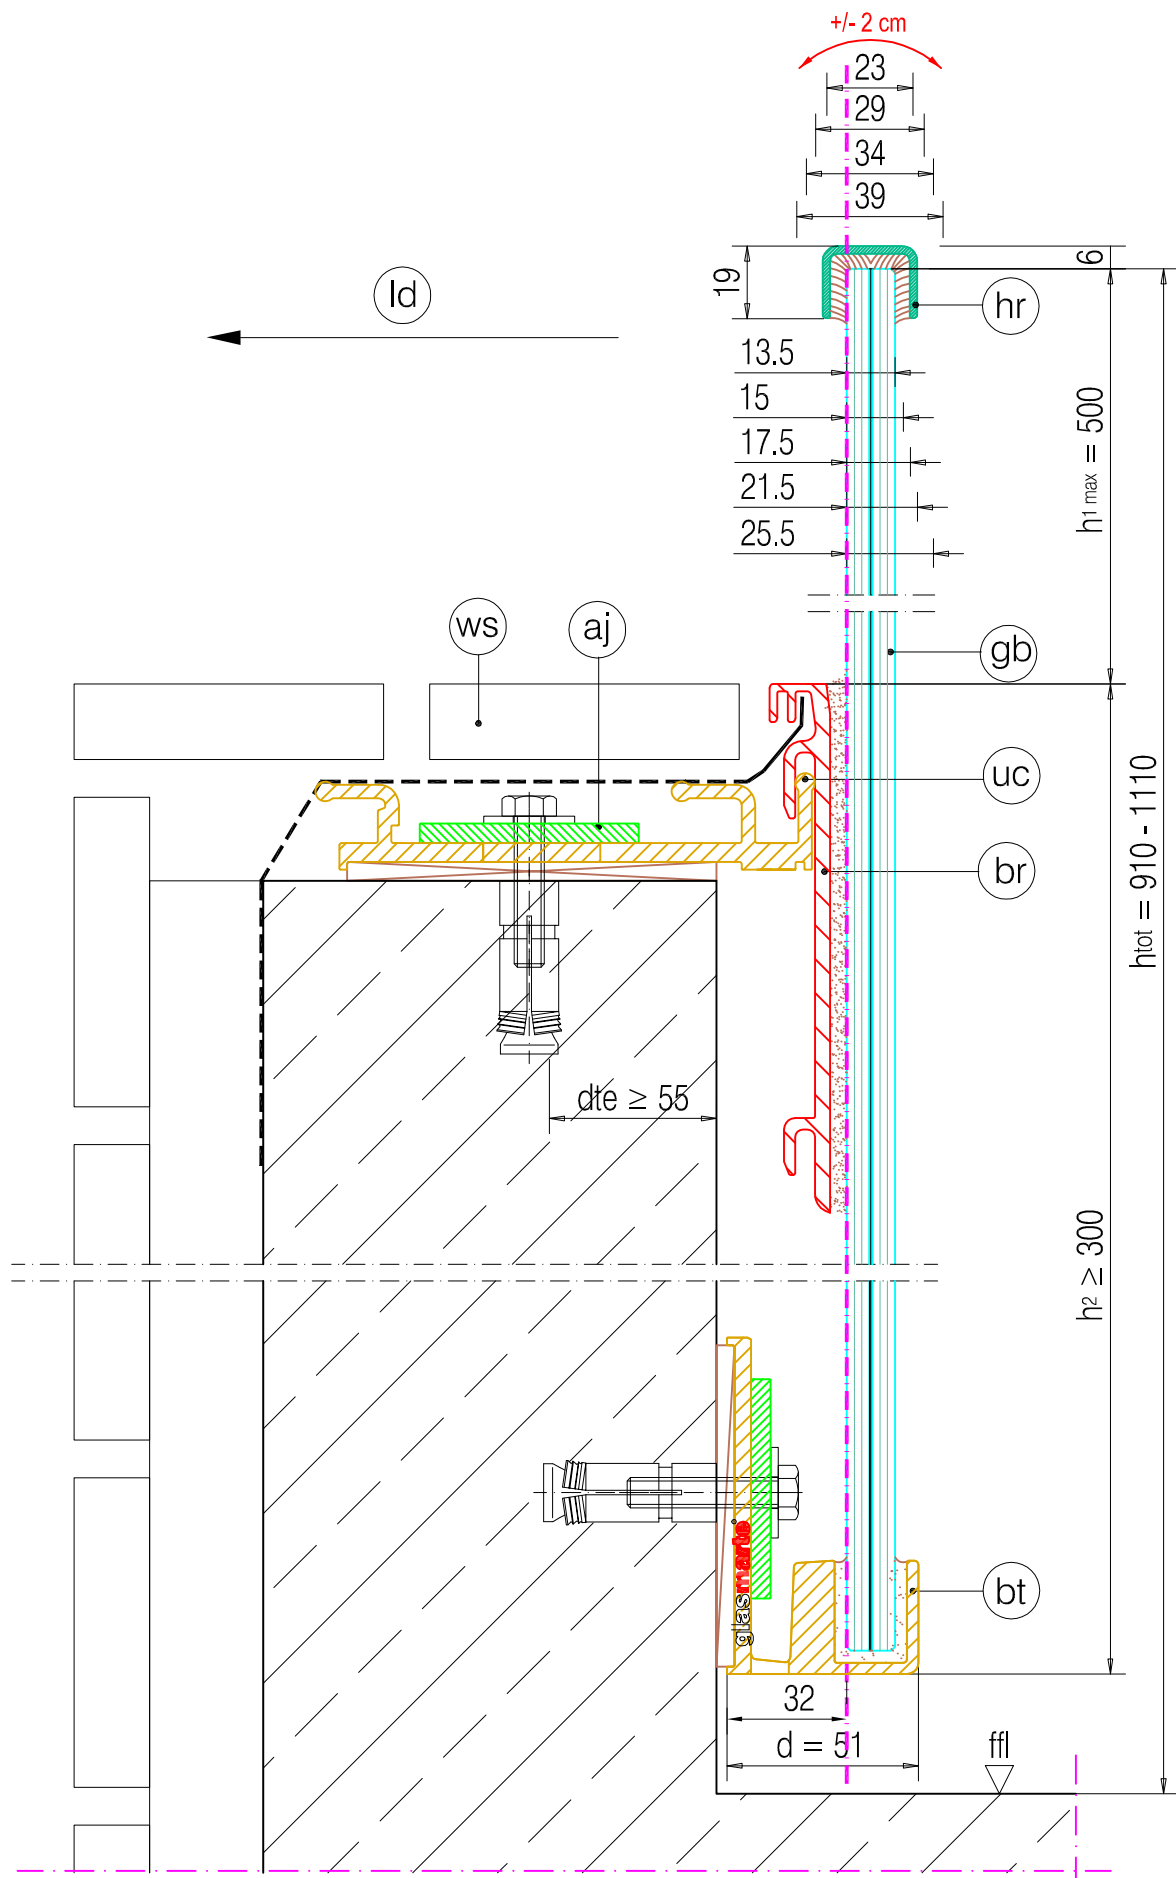 +/- 2 cm
23
29
34
39
6
19
ld
hr
13.5
15
17.5
21.5
25.5
h1 max = 500
ws
aj
gb
uc
br
htot = 910 - 1110
dte ≥ 55
h2 ≥ 300
glasmarte
bt
32
d = 51
ffl